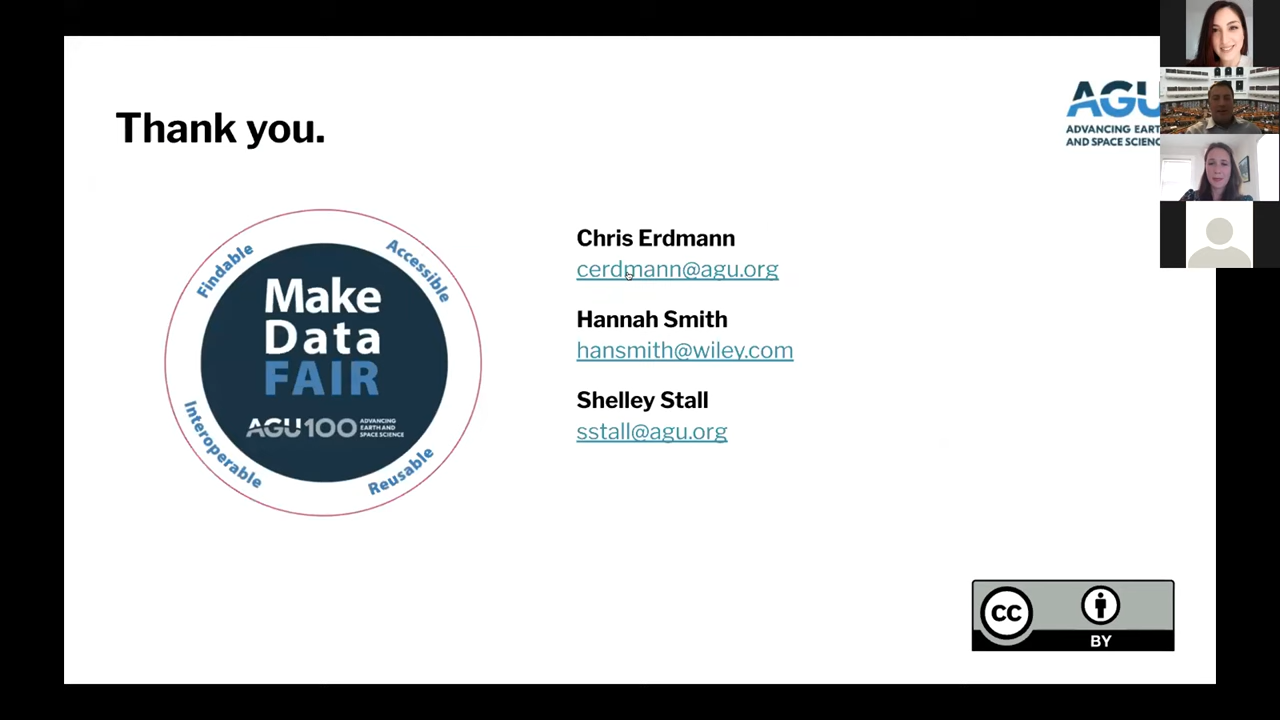 Thank you.
AGU
ADVANCING EARTH
AND SPACE SCIENC
Findable
Accessible
Make
Data
FAIR
AGU100 ADVANCING
EARTH AND
SPACE SCIENCE
Interoperable
Reusable
Chris Erdmann
cerdmann@agu.org
Hannah Smith
hansmith@wiley.com
Shelley Stall
sstall@agu.org
cc
BY